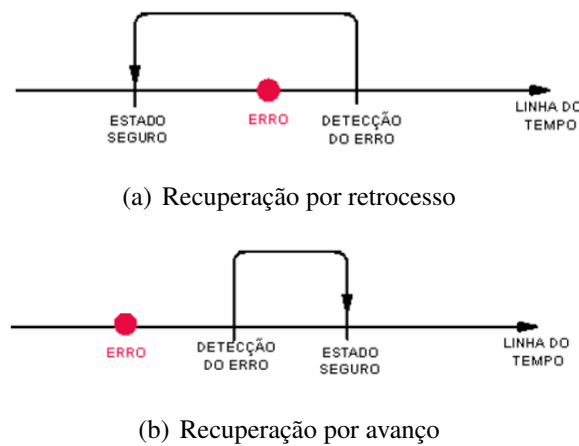 ESTADO
SEGURO
ERRO
DETECÇÃO
DO ERRO
LINHA DO
TEMPO
(a) Recuperação por retrocesso
ERRO
DETECÇÃO
DO ERRO
ESTADO
SEGURO
LINHA DO
TEMPO
(b) Recuperação por avanço